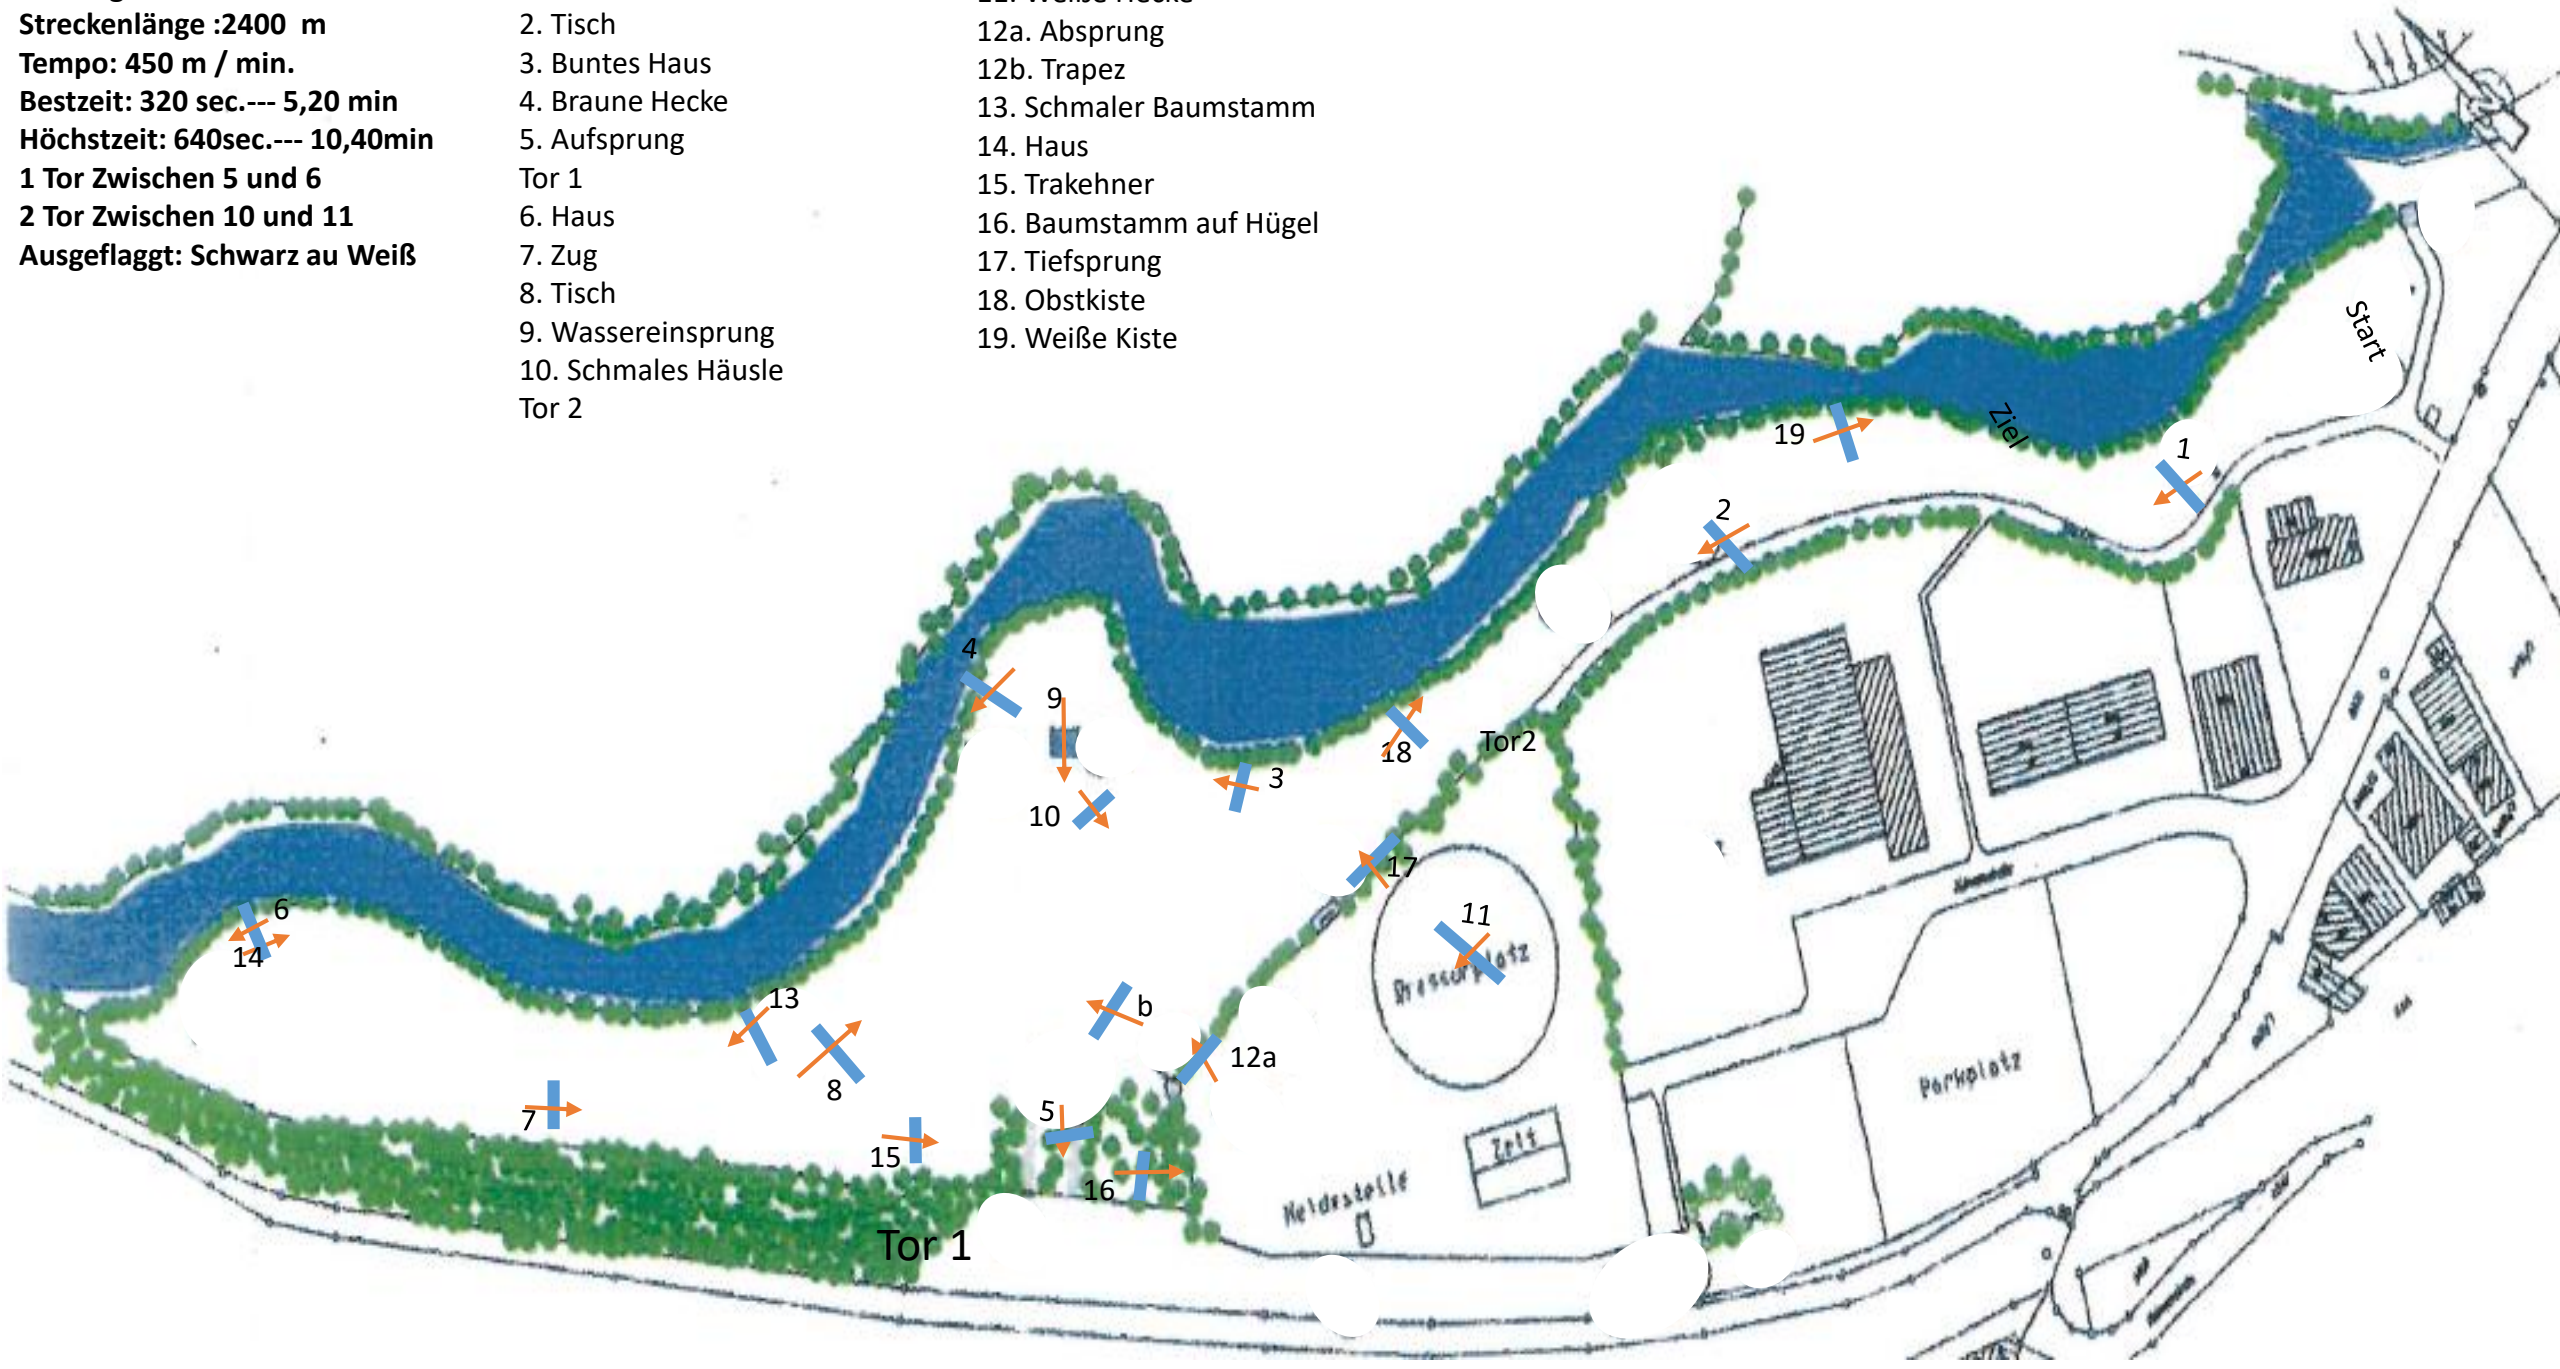 Streckenlänge :2400 m
Tempo: 450 m / min.
Bestzeit: 320 sec.--- 5,20 min
Höchstzeit: 640sec.--- 10,40min
1 Tor Zwischen 5 und 6
2 Tor Zwischen 10 und 11
Ausgeflaggt: Schwarz au Weiß
2. Tisch
3. Buntes Haus
4. Braune Hecke
5. Aufsprung
Tor 1
6. Haus
7. Zug
8. Tisch
9. Wassereinsprung
10. Schmales Häusle
Tor 2
11. Weiße Hecke
12a. Absprung
12b. Trapez
13. Schmaler Baumstamm
14. Haus
15. Trakehner
16. Baumstamm auf Hügel
17. Tiefsprung
18. Obstkiste
19. Weiße Kiste
Start
Ziel
19
1
2
4
9
18
Tor2
3
10
17
6
14
11
Dressurplatz
13
b
12a
8
5
7
15
16
Parkplatz
Zelt
Meldestelle
Tor 1